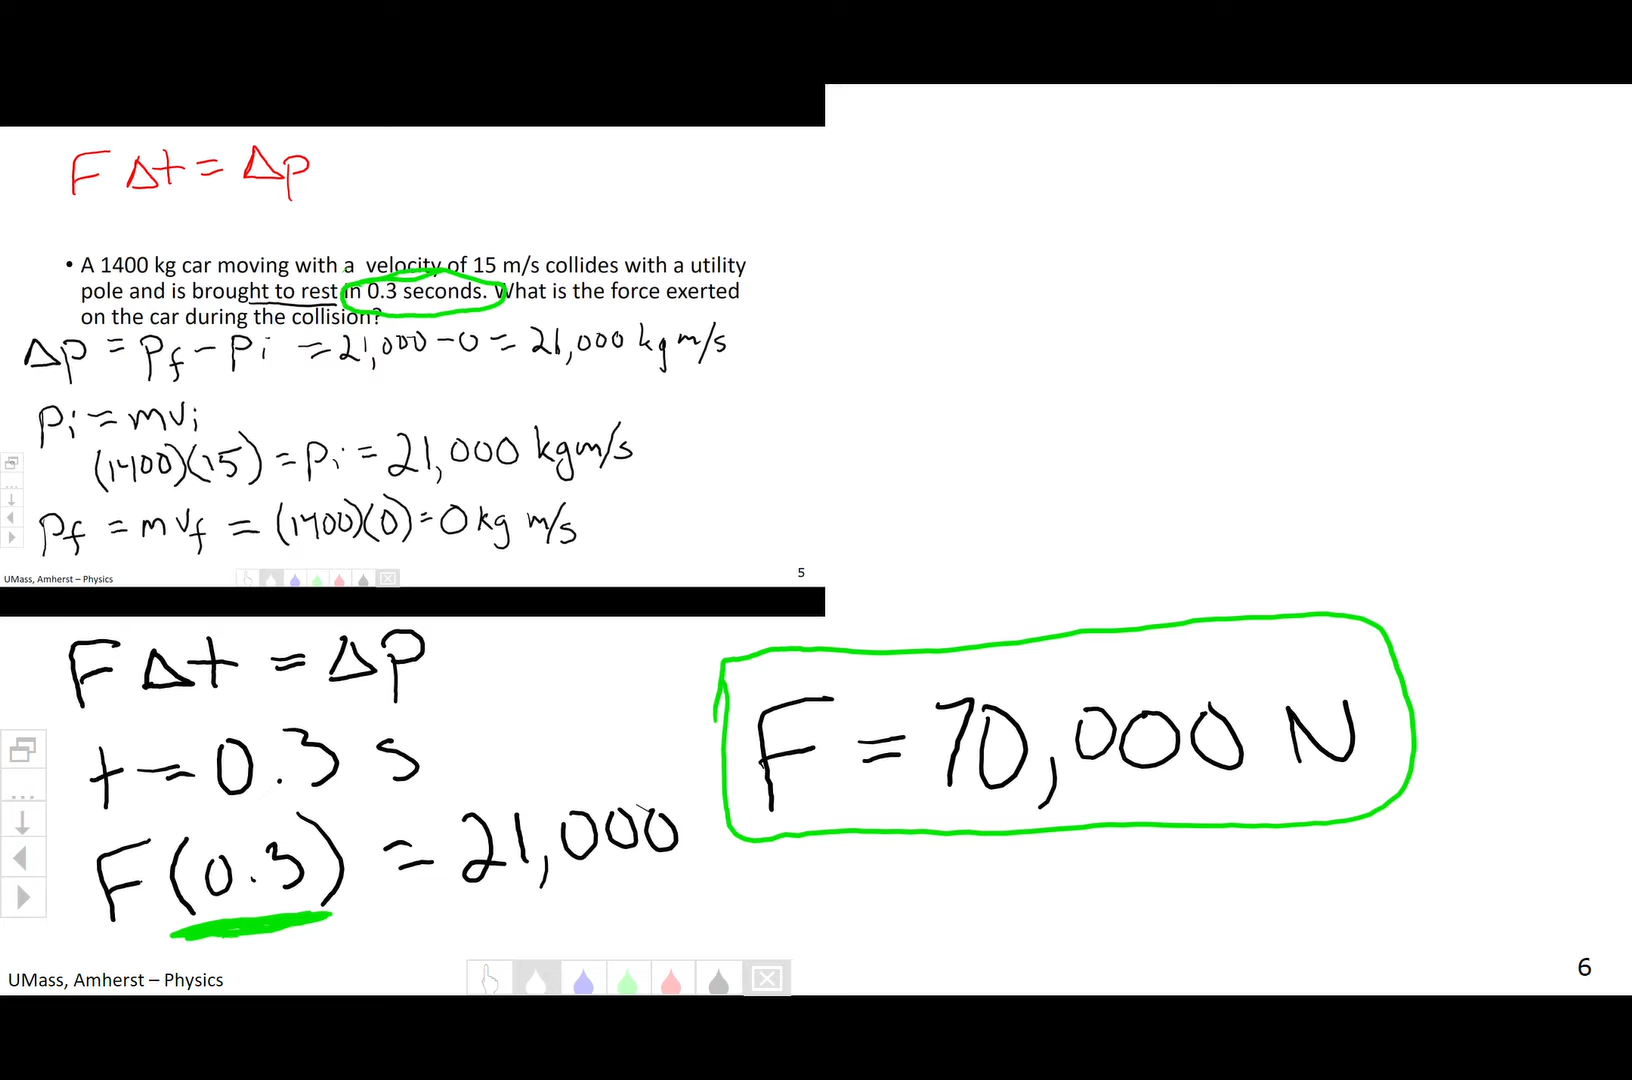 F Δt = Δp
• A 1400 kg car moving with a velocity of 15 m/s collides with a utility
pole and is brought to rest in 0.3 seconds. What is the force exerted
on the car during the collision?
Δp = pf - pi = 21,000 - 0 = 21,000 kg m/s
pi = mvi
(1400)(15) = pi = 21,000 kgm/s
pf = mvf = (1400)(0) = 0 kg m/s
UMass, Amherst – Physics
5
F Δt = Δp
t = 0.3 s
F(0.3) = 21,000
F = 70,000 N
UMass, Amherst – Physics
6